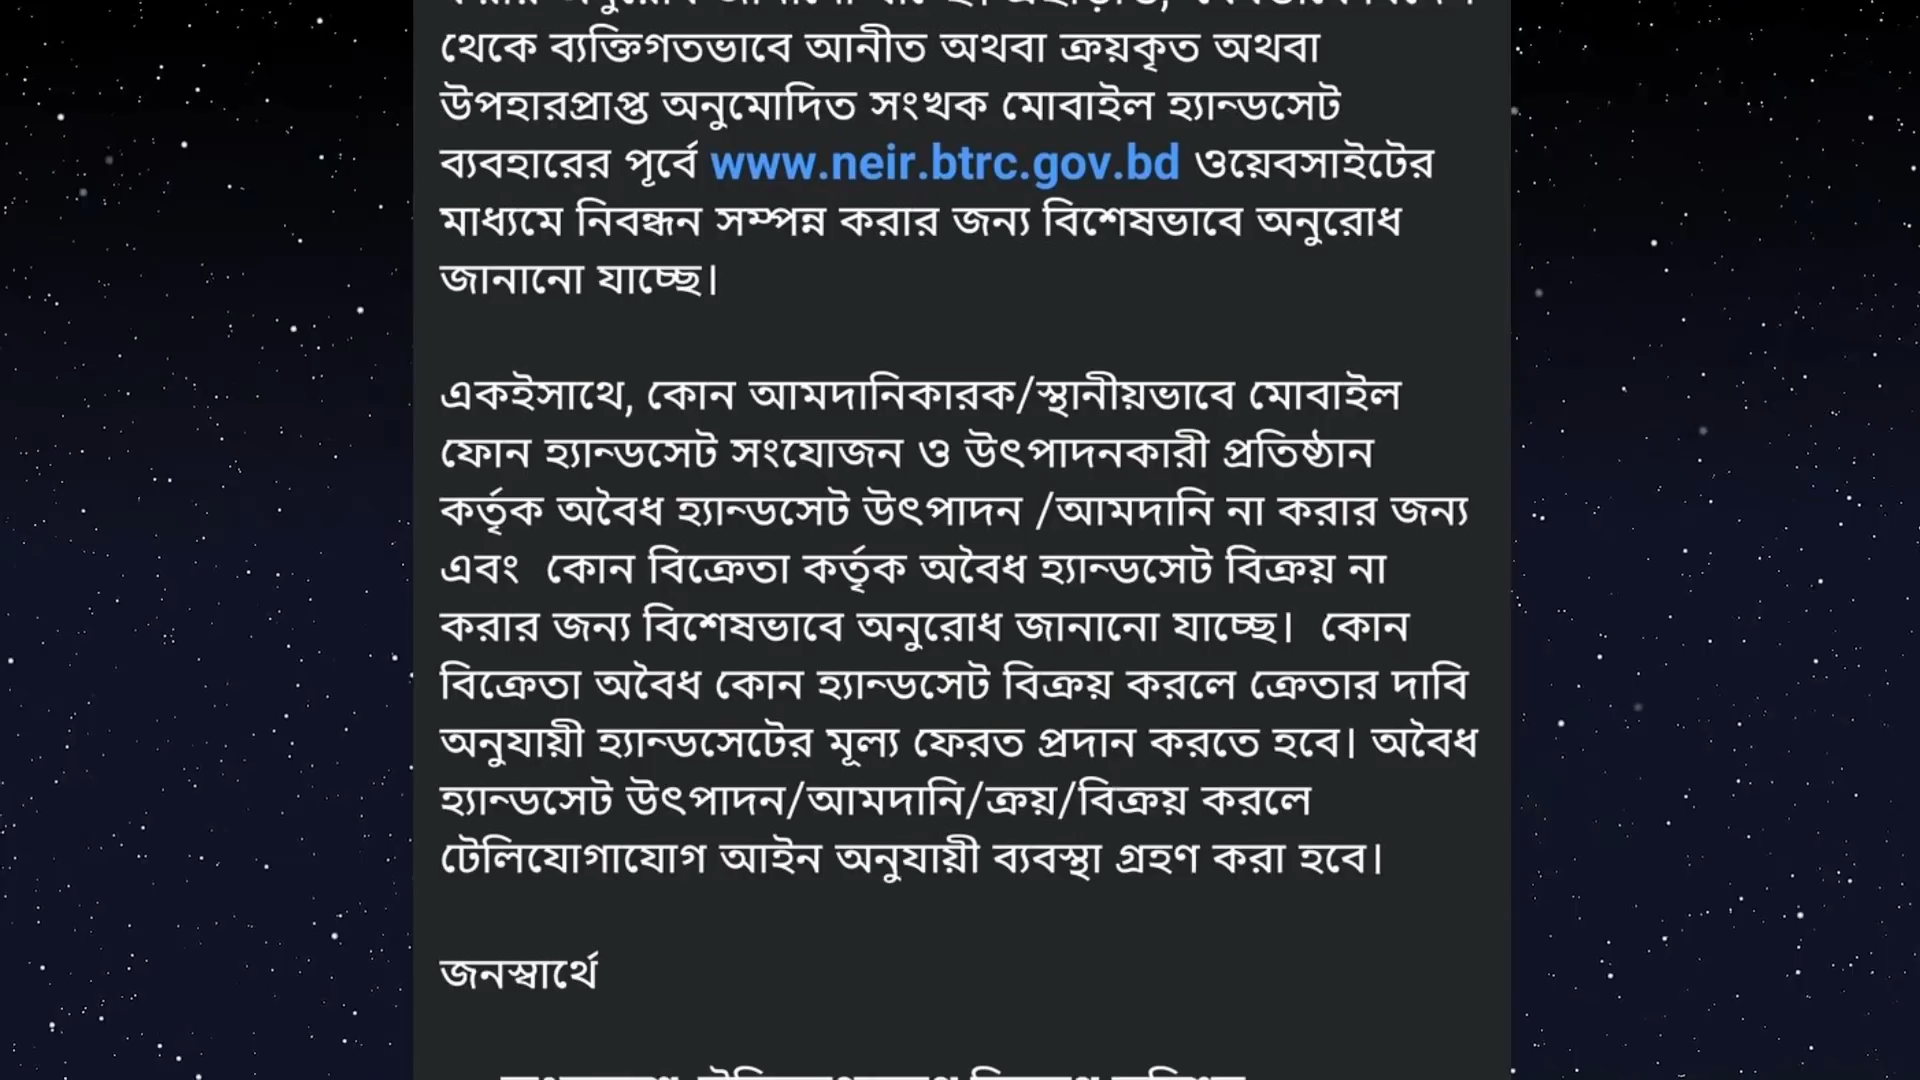 থেকে ব্যক্তিগতভাবে আনীত অথবা ক্রয়কৃত অথবা
উপহারপ্রাপ্ত অনুমোদিত সংখক মোবাইল হ্যান্ডসেট
ব্যবহারের পূর্বে www.neir.btrc.gov.bd ওয়েবসাইটের
মাধ্যমে নিবন্ধন সম্পন্ন করার জন্য বিশেষভাবে অনুরোধ
জানানো যাচ্ছে।
একইসাথে, কোন আমদানিকারক/স্থানীয়ভাবে মোবাইল
ফোন হ্যান্ডসেট সংযোজন ও উৎপাদনকারী প্রতিষ্ঠান
কর্তৃক অবৈধ হ্যান্ডসেট উৎপাদন /আমদানি না করার জন্য
এবং কোন বিক্রেতা কর্তৃক অবৈধ হ্যান্ডসেট বিক্রয় না
করার জন্য বিশেষভাবে অনুরোধ জানানো যাচ্ছে। কোন
বিক্রেতা অবৈধ কোন হ্যান্ডসেট বিক্রয় করলে ক্রেতার দাবি
অনুযায়ী হ্যান্ডসেটের মূল্য ফেরত প্রদান করতে হবে। অবৈধ
হ্যান্ডসেট উৎপাদন/আমদানি/ক্রয়/বিক্রয় করলে
টেলিযোগাযোগ আইন অনুযায়ী ব্যবস্থা গ্রহণ করা হবে।
জনস্বার্থে